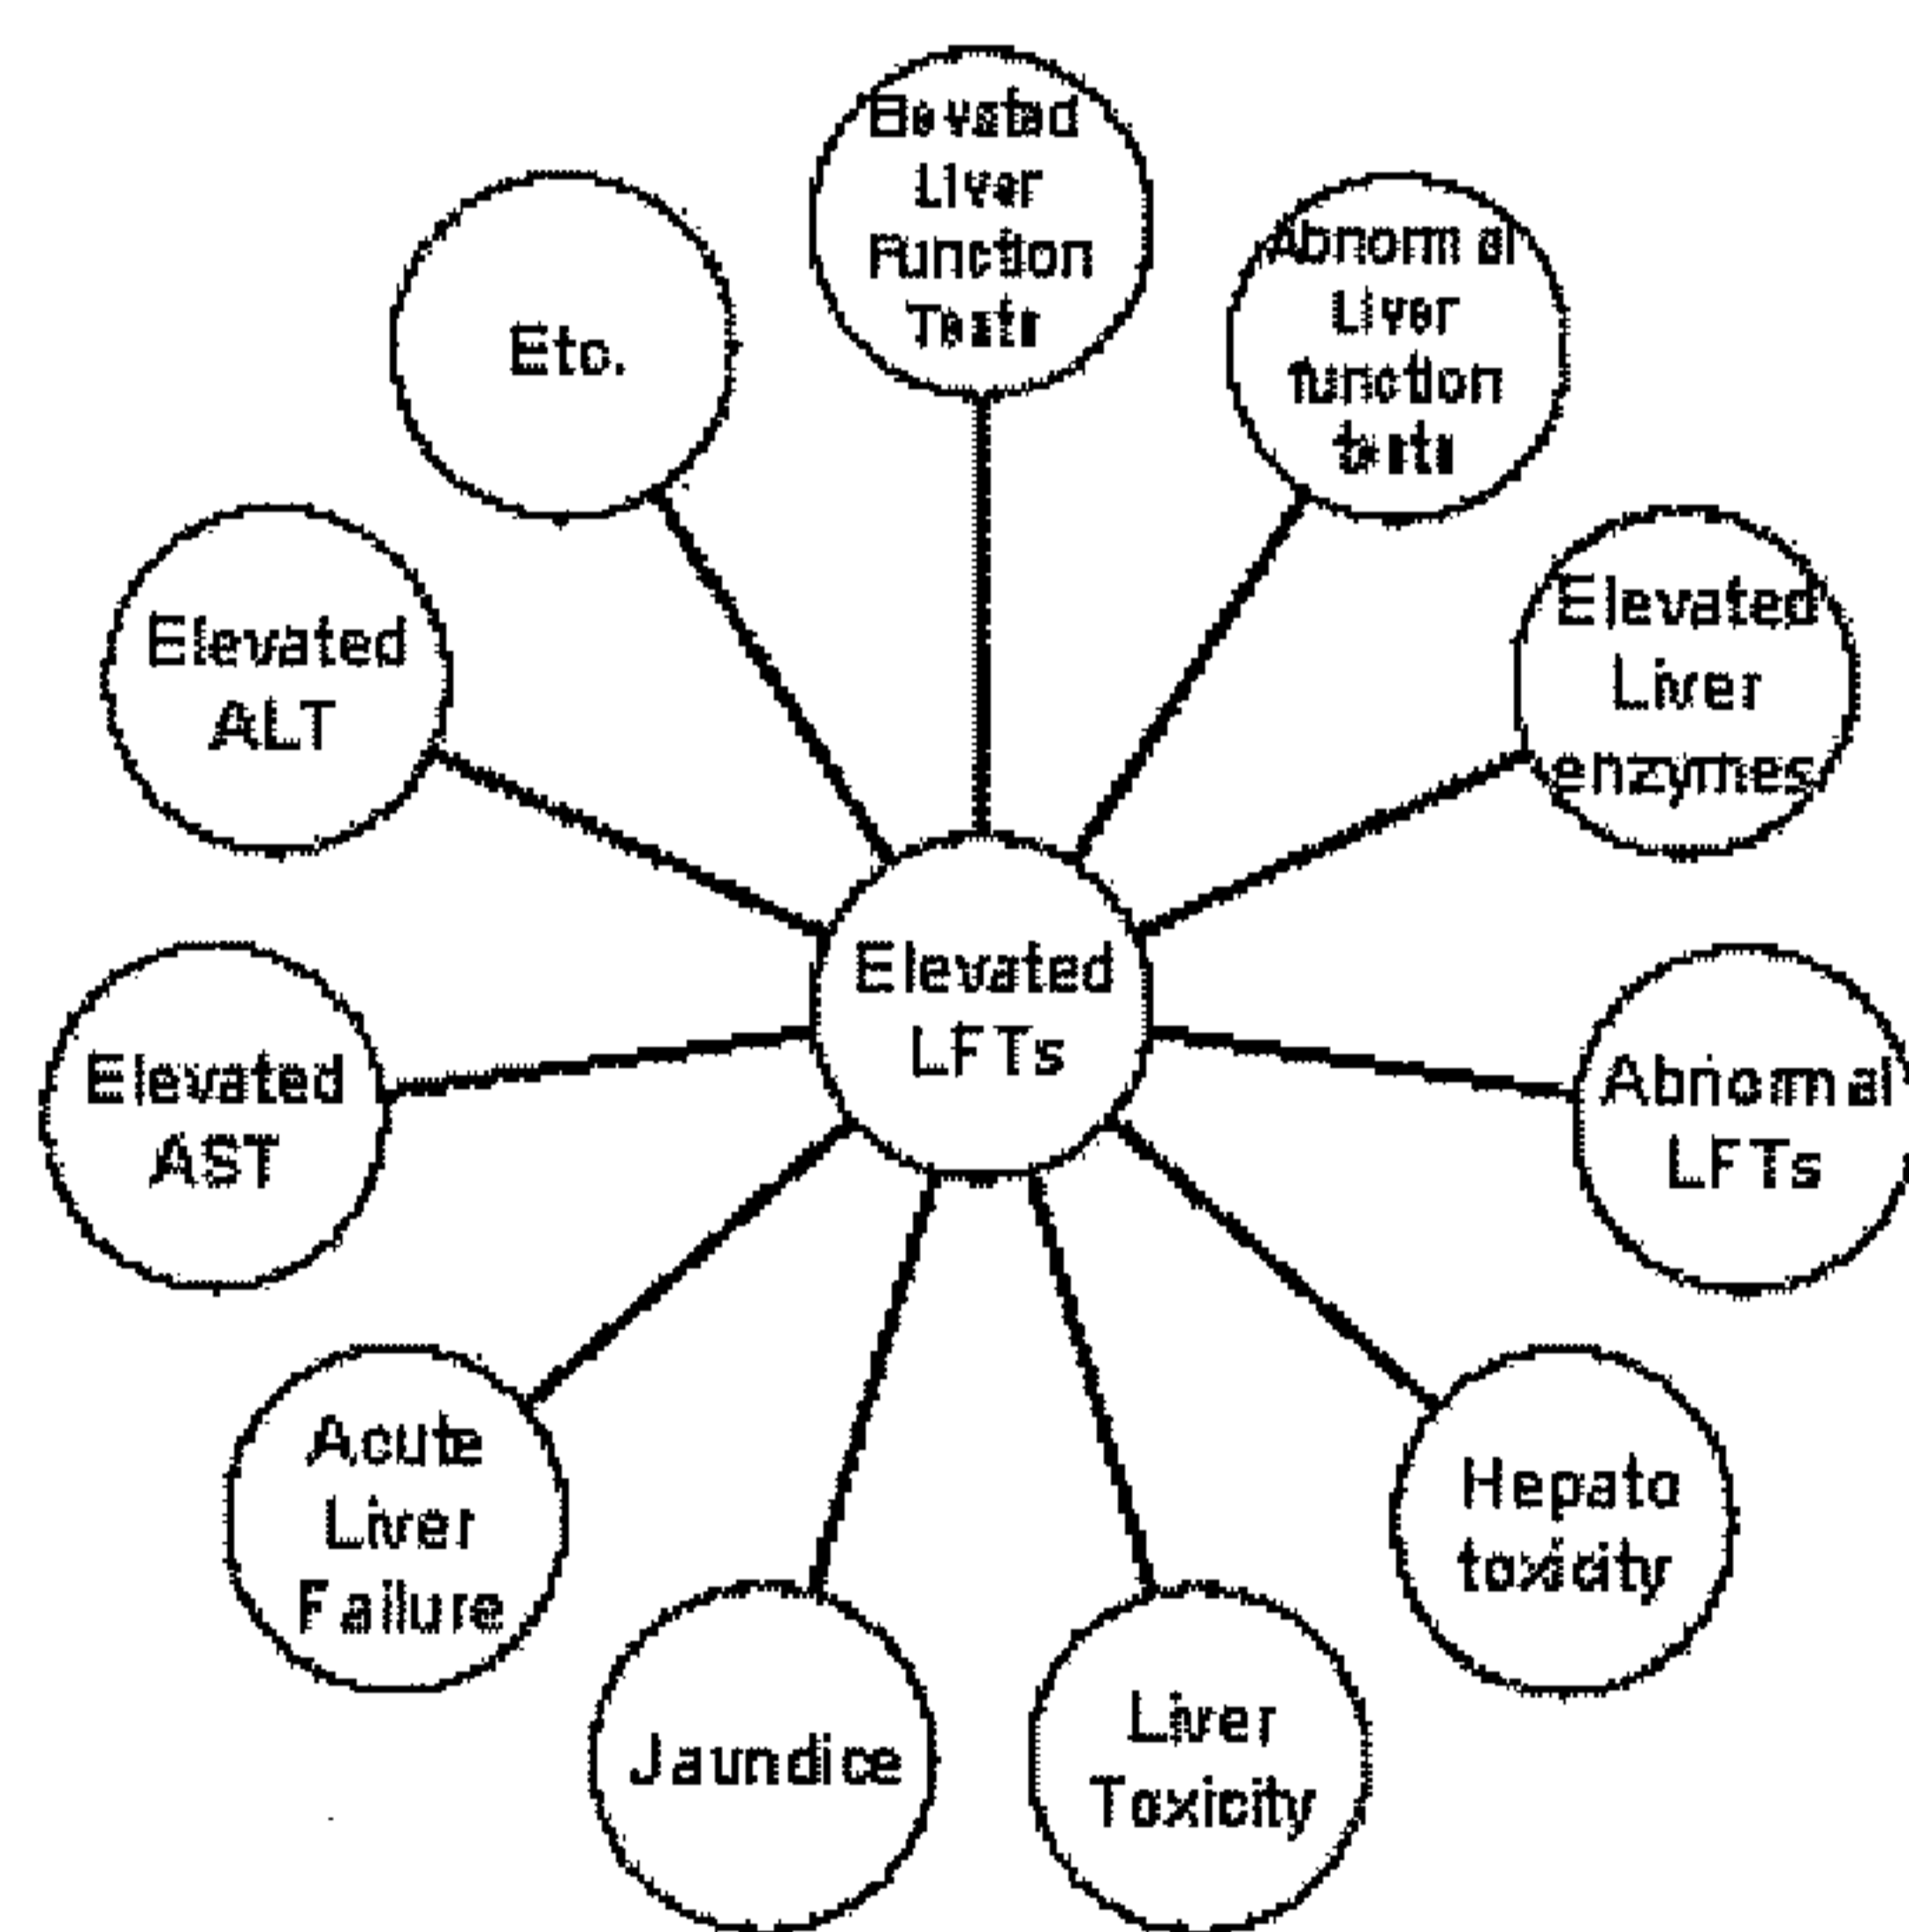 Elevated
Liver
Function
Tests
Abnormal
Liver
function
tests
Elevated
Liver
enzymes
Abnormal
LFTs
Hepato
toxicity
Liver
Toxicity
Jaundice
Acute
Liver
Failure
Elevated
AST
Elevated
ALT
Etc.
Elevated
LFTs